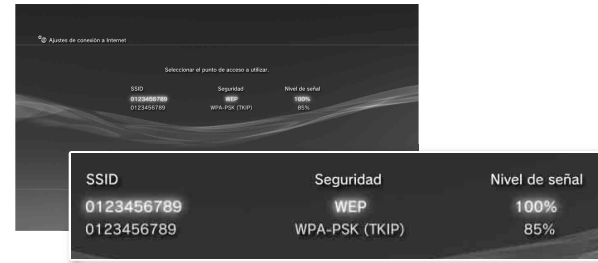 Ajustes de conexión a Internet
Seleccionar el punto de acceso a utilizar.
SSID Seguridad Nivel de señal
0123456789 WEP 100%
0123456789 WPA-PSK (TKIP) 85%
SSID Seguridad Nivel de señal
0123456789 WEP 100%
0123456789 WPA-PSK (TKIP) 85%